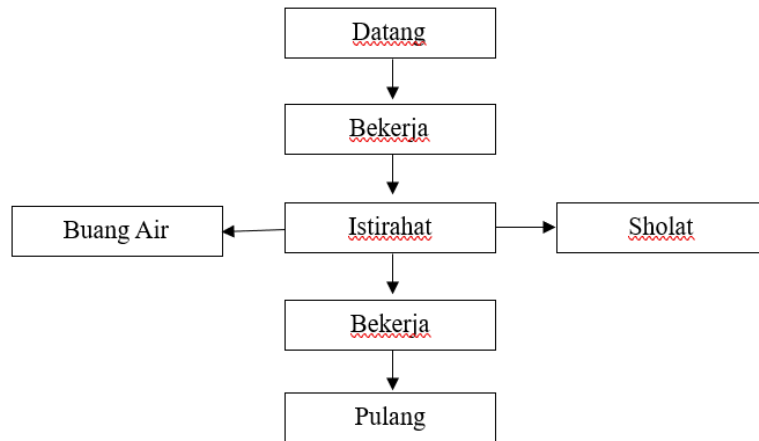 Datang
Bekerja
Buang Air
Istirahat
Sholat
Bekerja
Pulang